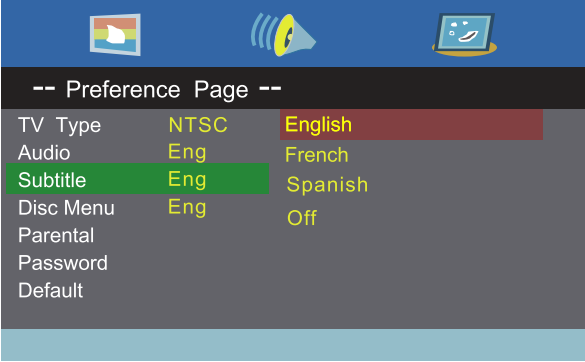 -- Preference Page --
TV Type NTSC English
Audio Eng French
Subtitle Eng Spanish
Disc Menu Eng Off
Parental
Password
Default